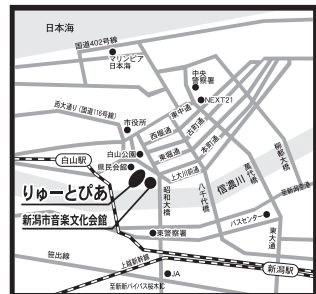 日本海
国道402号線
マリンピア
日本海
中央
警察署
NEXT21
西大通り(国道116号線)
市役所
東中通
西堀通
古町通
白山公園
東堀通
本町通
白山駅
県民会館
上大川前通
萬代橋
柳都大橋
りゅーとぴあ
新潟市音楽文化会館
昭和大橋
八千代橋
信濃川
至新潟空港
バスセンター
東大通
東警察署
笹出線
上越新幹線
新潟駅
JA
至新新バイパス桜木IC